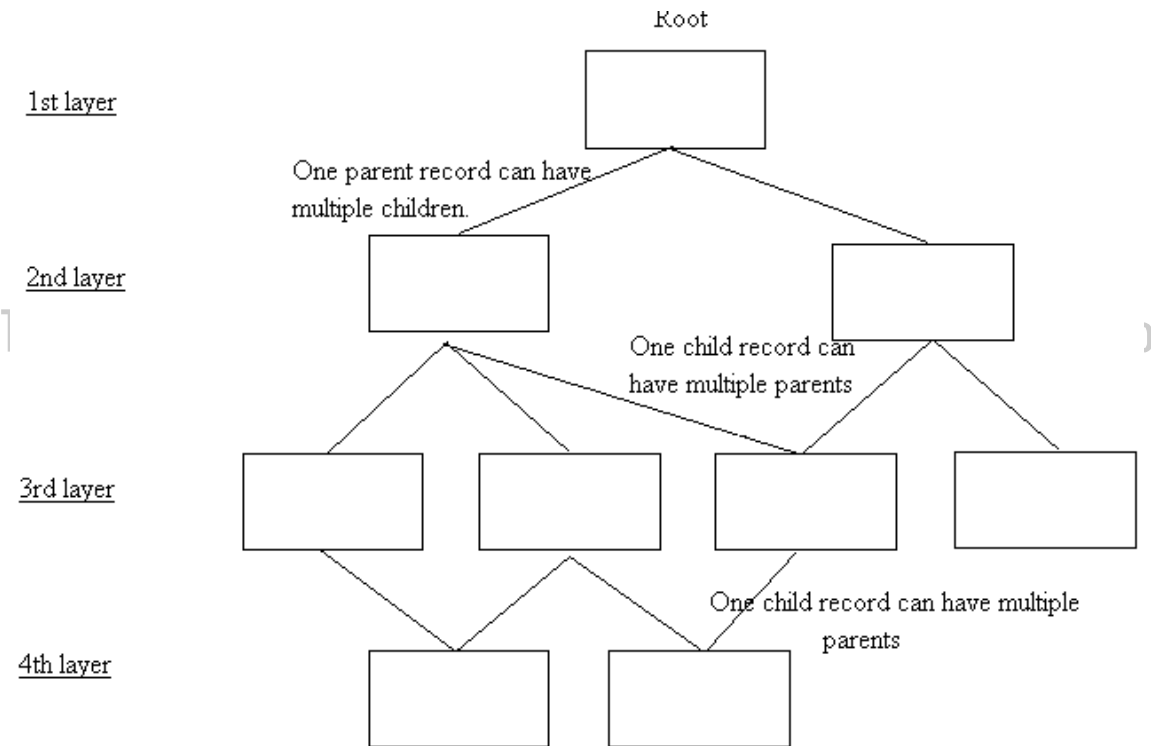 Root
1st layer
One parent record can have
multiple children.
2nd layer
One child record can
have multiple parents
3rd layer
One child record can have multiple
parents
4th layer